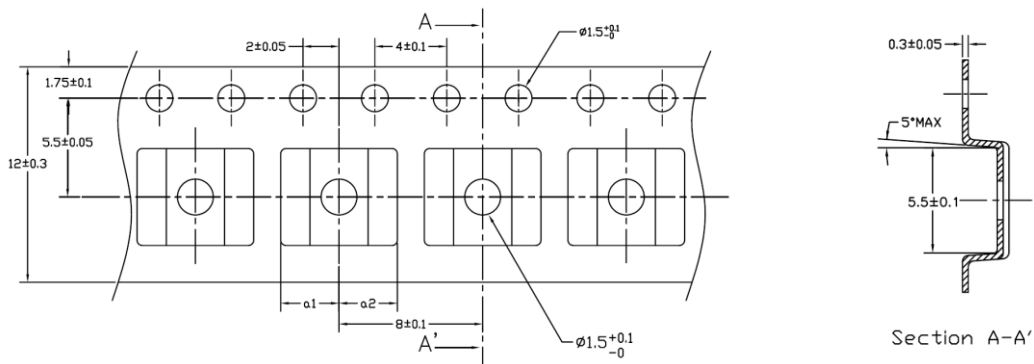 A
2±0.05
4±0.1
Ø1.5+0.1-0
0.3±0.05
1.75±0.1
5.5±0.05
12±0.3
5°MAX
5.5±0.1
a1
a2
8±0.1
A'
Ø1.5+0.1-0
Section A-A'